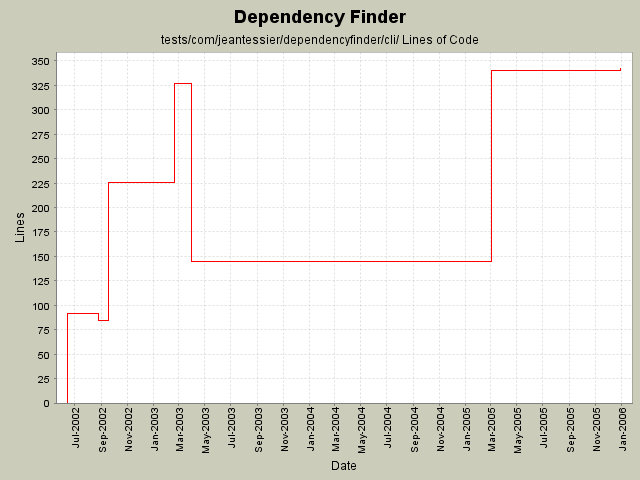 Dependency Finder
tests/com/jeantessier/dependencyfinder/cli/ Lines of Code
350
325
300
275
250
225
200
175
150
125
100
75
50
25
0
Lines
Jul-2002
Sep-2002
Nov-2002
Jan-2003
Mar-2003
May-2003
Jul-2003
Sep-2003
Nov-2003
Jan-2004
Mar-2004
May-2004
Jul-2004
Sep-2004
Nov-2004
Jan-2005
Mar-2005
May-2005
Jul-2005
Sep-2005
Nov-2005
Jan-2006
Date